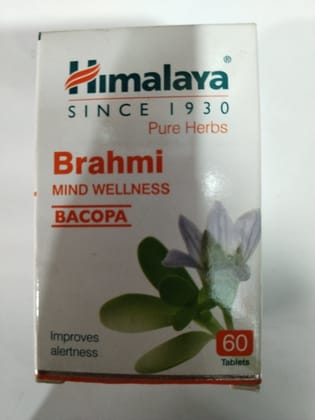 Himalaya®
SINCE 1930
Pure Herbs
Brahmi
MIND WELLNESS
BACOPA
Improves
alertness
60
Tablets